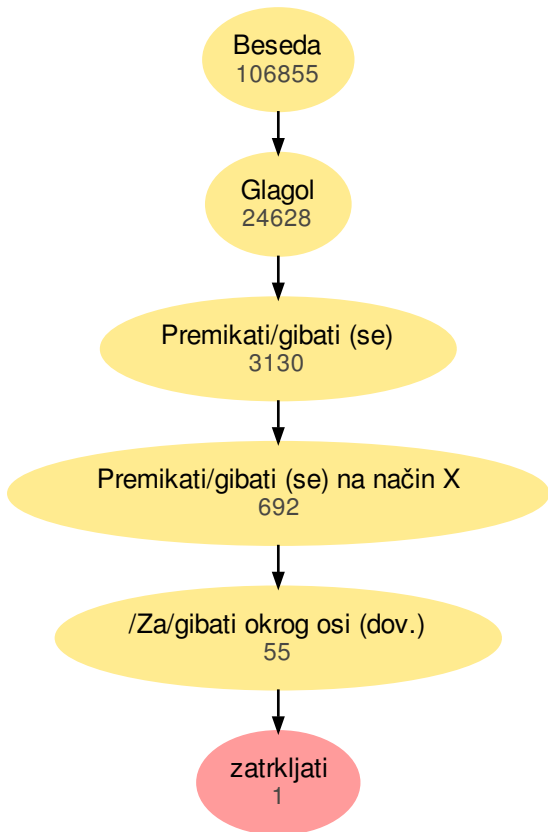 Beseda
106855
Glagol
24628
Premikati/gibati (se)
3130
Premikati/gibati (se) na način X
692
/Za/gibati okrog osi (dov.)
55
zatrkljati
1